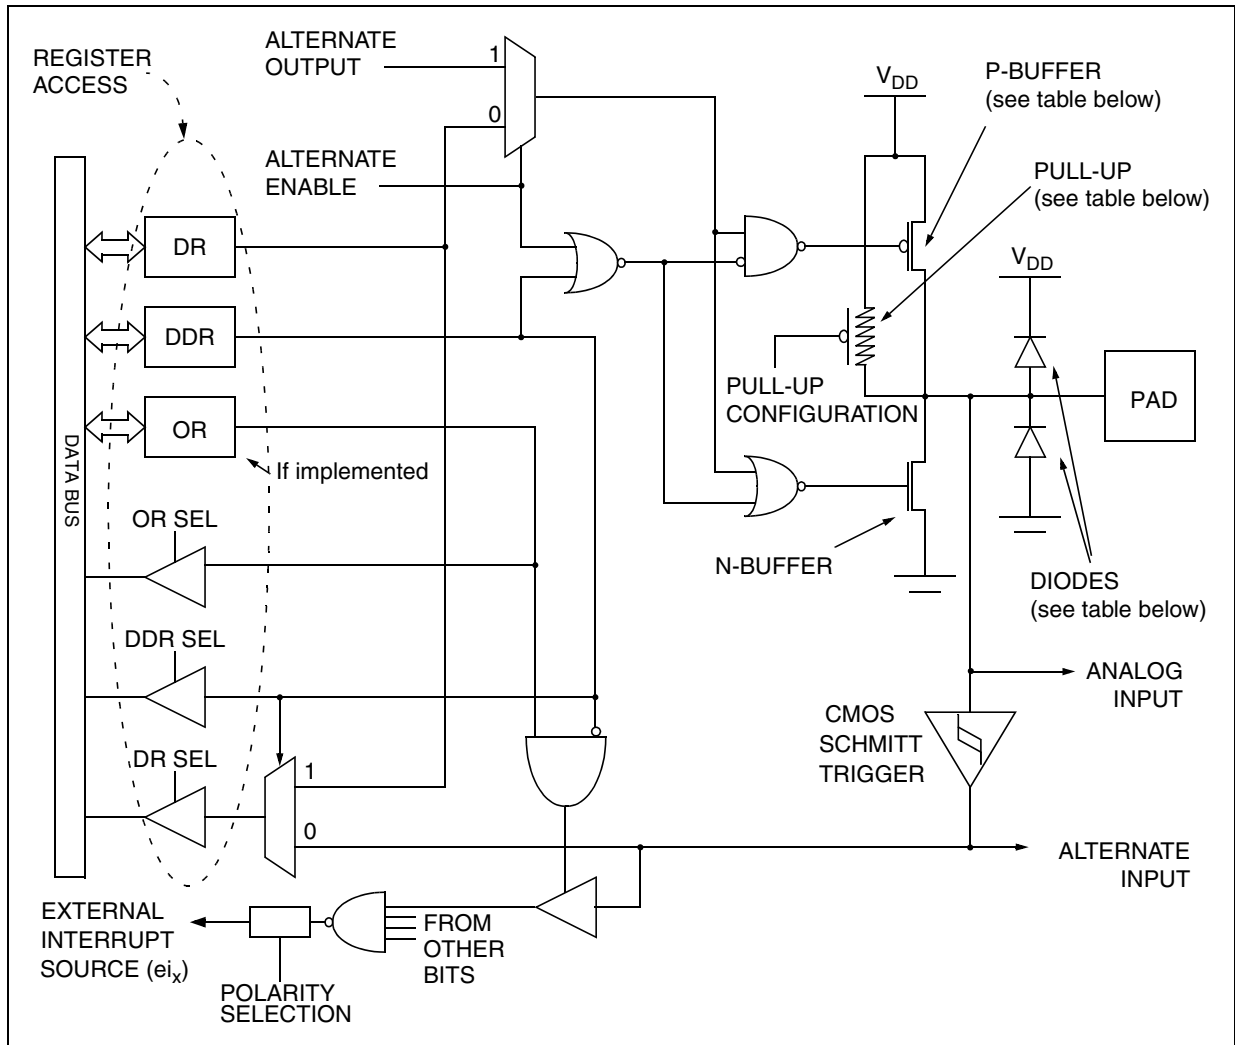 REGISTER
ACCESS
ALTERNATE
OUTPUT
1
0
ALTERNATE
ENABLE
VDD
P-BUFFER
(see table below)
PULL-UP
(see table below)
VDD
DR
DDR
OR
If implemented
DATA BUS
PULL-UP
CONFIGURATION
PAD
OR SEL
N-BUFFER
DIODES
(see table below)
DDR SEL
ANALOG
INPUT
CMOS
SCHMITT
TRIGGER
DR SEL
1
0
ALTERNATE
INPUT
EXTERNAL
INTERRUPT
SOURCE (eix)
FROM
OTHER
BITS
POLARITY
SELECTION